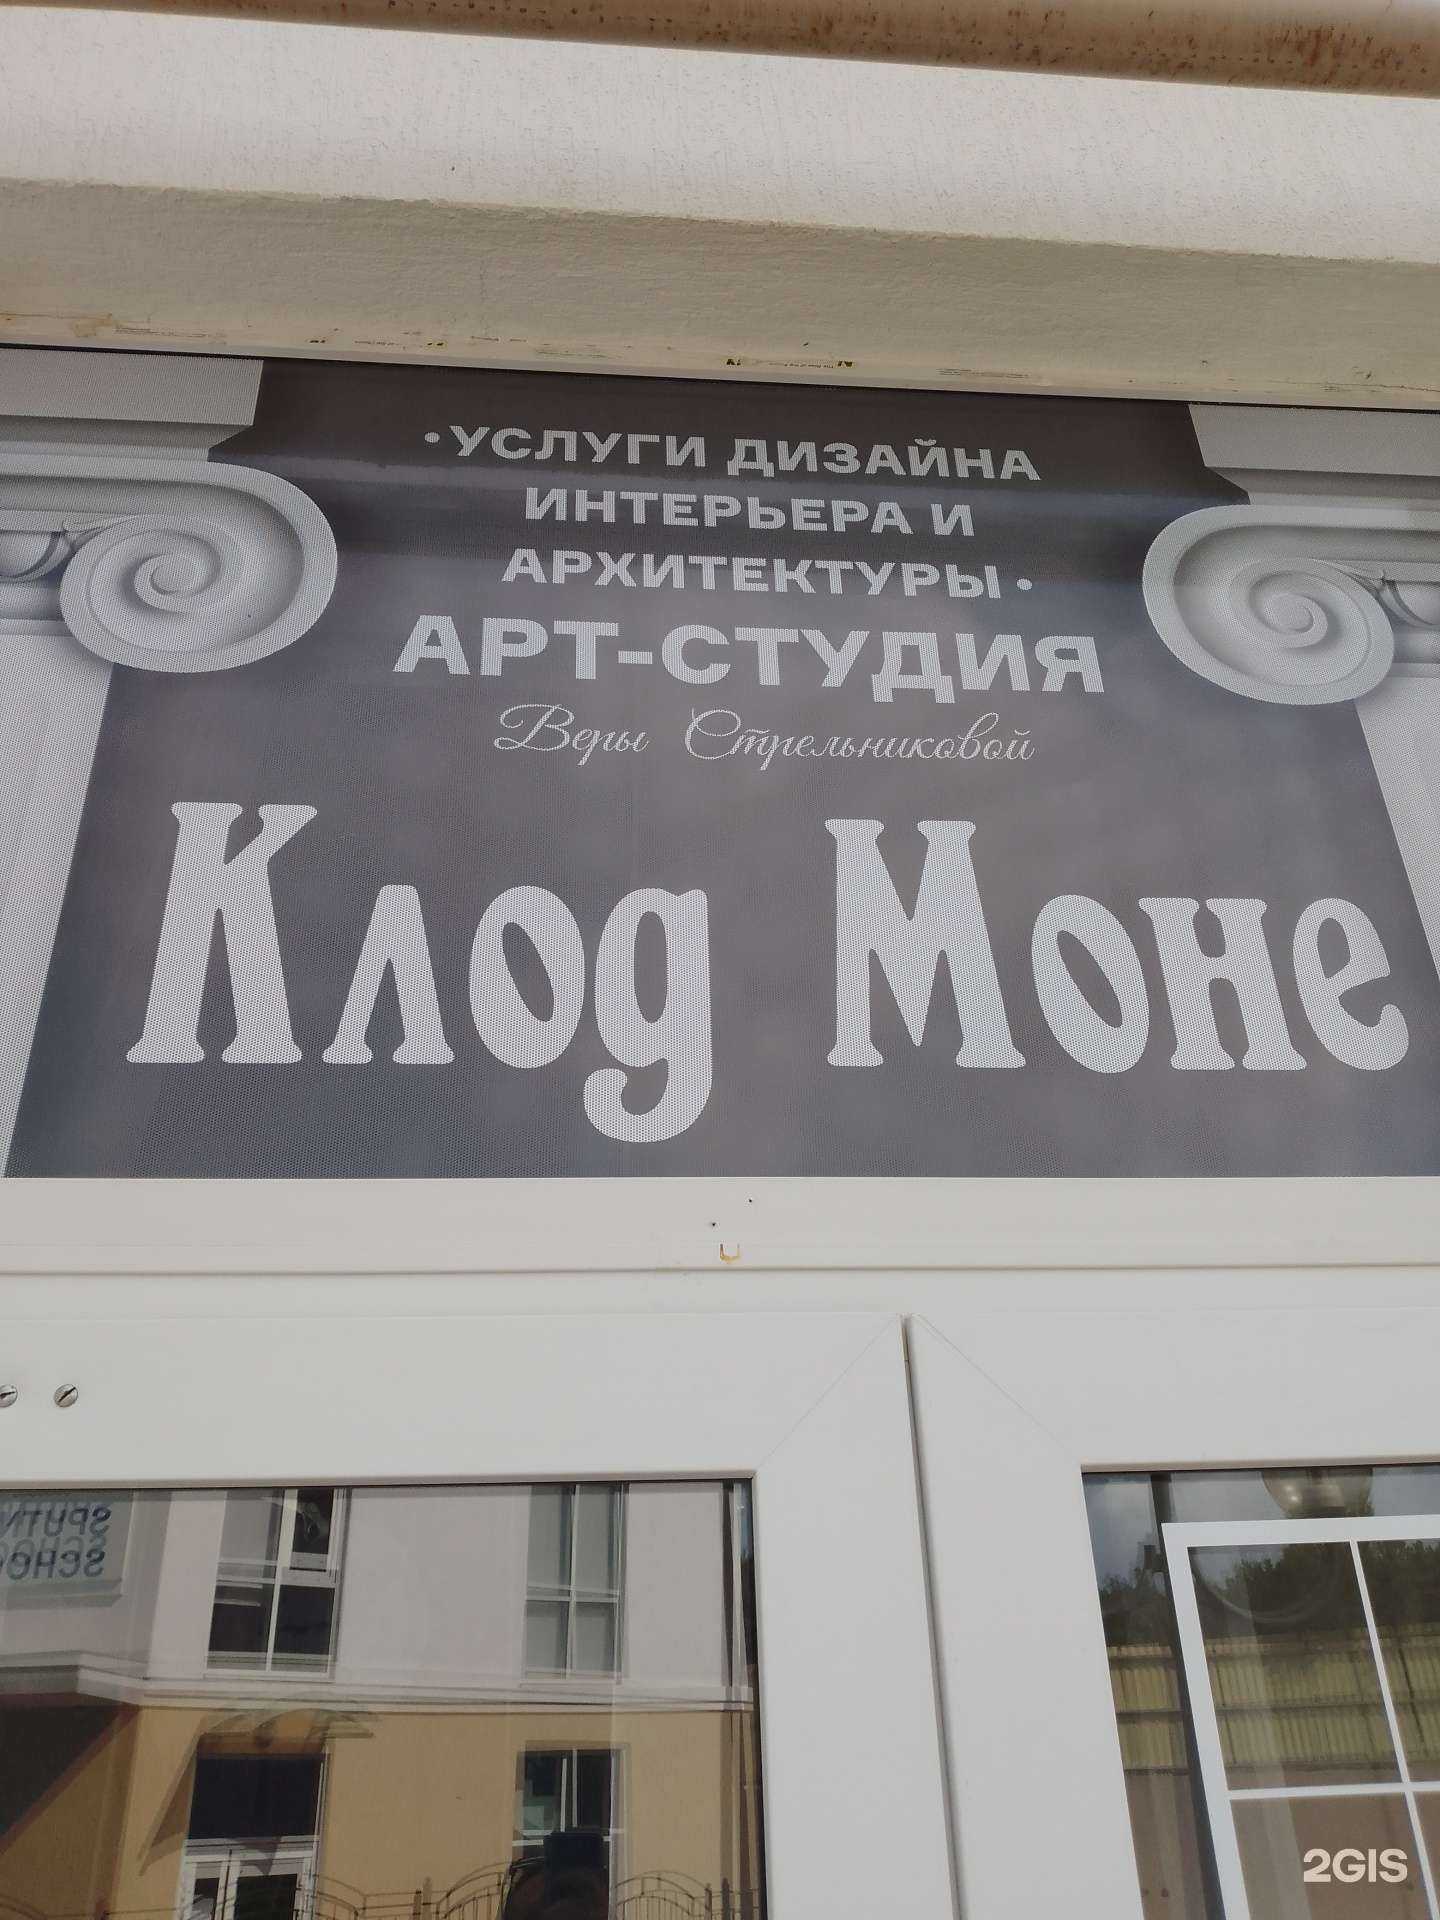 •УСЛУГИ ДИЗАЙНА
ИНТЕРЬЕРА И
АРХИТЕКТУРЫ•
АРТ-СТУДИЯ
Веры Стрельниковой
Клод Моне
2GIS